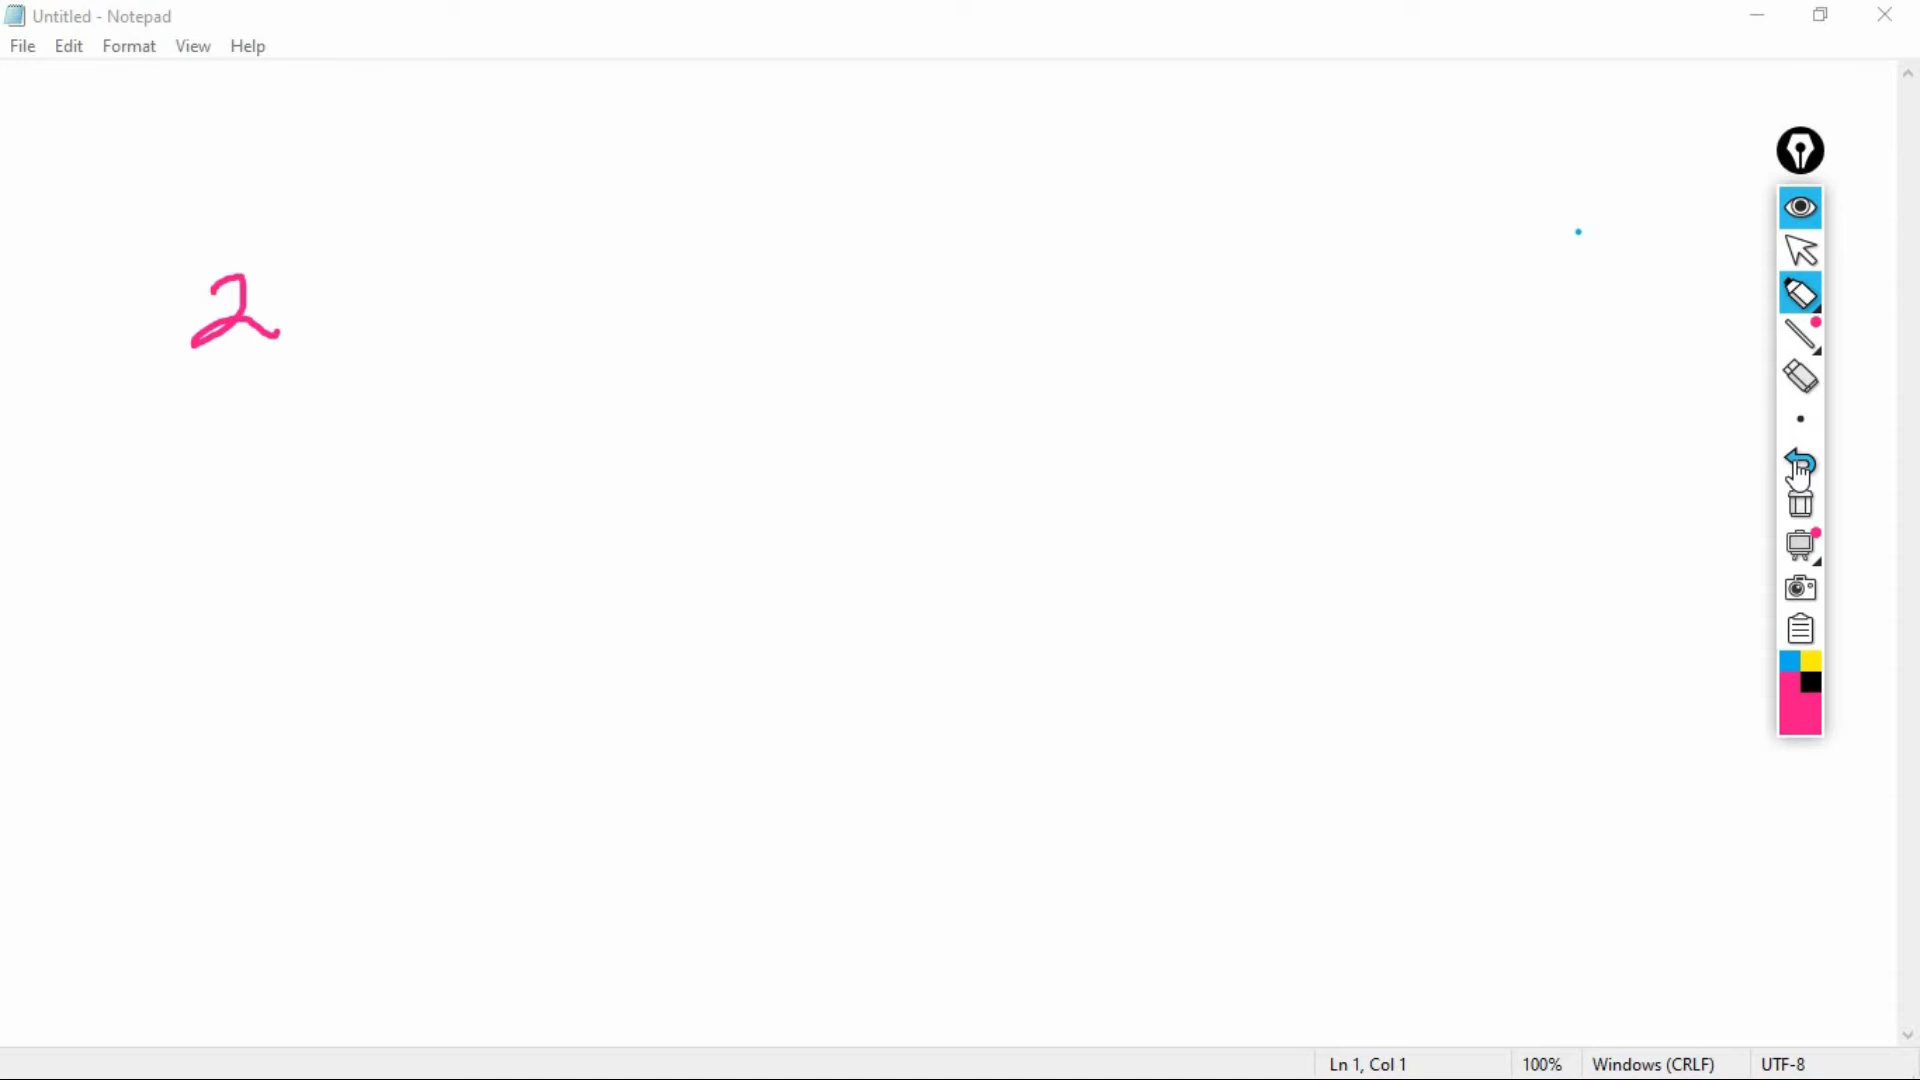 Untitled - Notepad
File Edit Format View Help
2
Ln 1, Col 1 100% Windows (CRLF) UTF-8